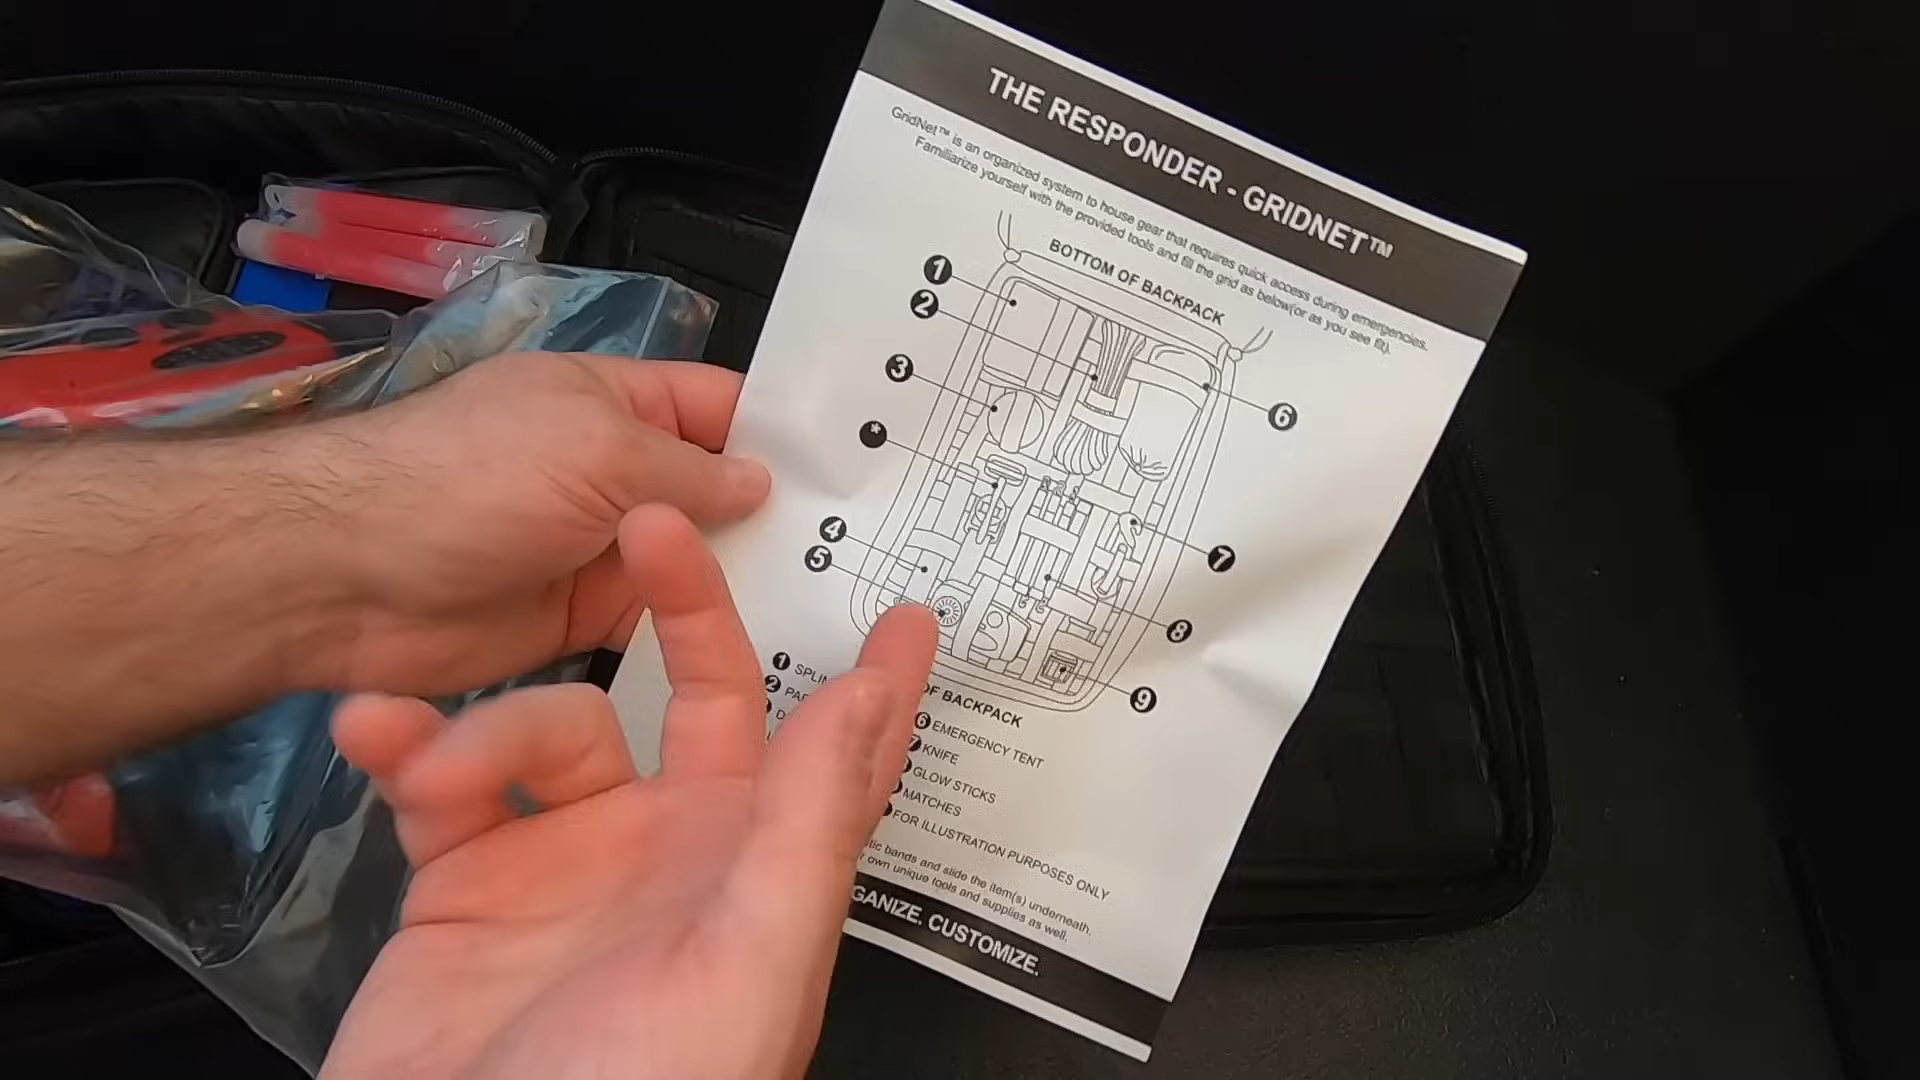 THE RESPONDER - GRIDNET™
GridNet™ is an organized system to house gear that requires quick access during emergencies.
Familiarize yourself with the provided tools and fill the grid as below(or as you see fit).
BOTTOM OF BACKPACK
1
2
3
*
4
5
6
7
8
9
OF BACKPACK
1
2
6 EMERGENCY TENT
7 KNIFE
GLOW STICKS
MATCHES
FOR ILLUSTRATION PURPOSES ONLY
bands and slide the item(s) underneath.
own unique tools and supplies as well.
CUSTOMIZE.